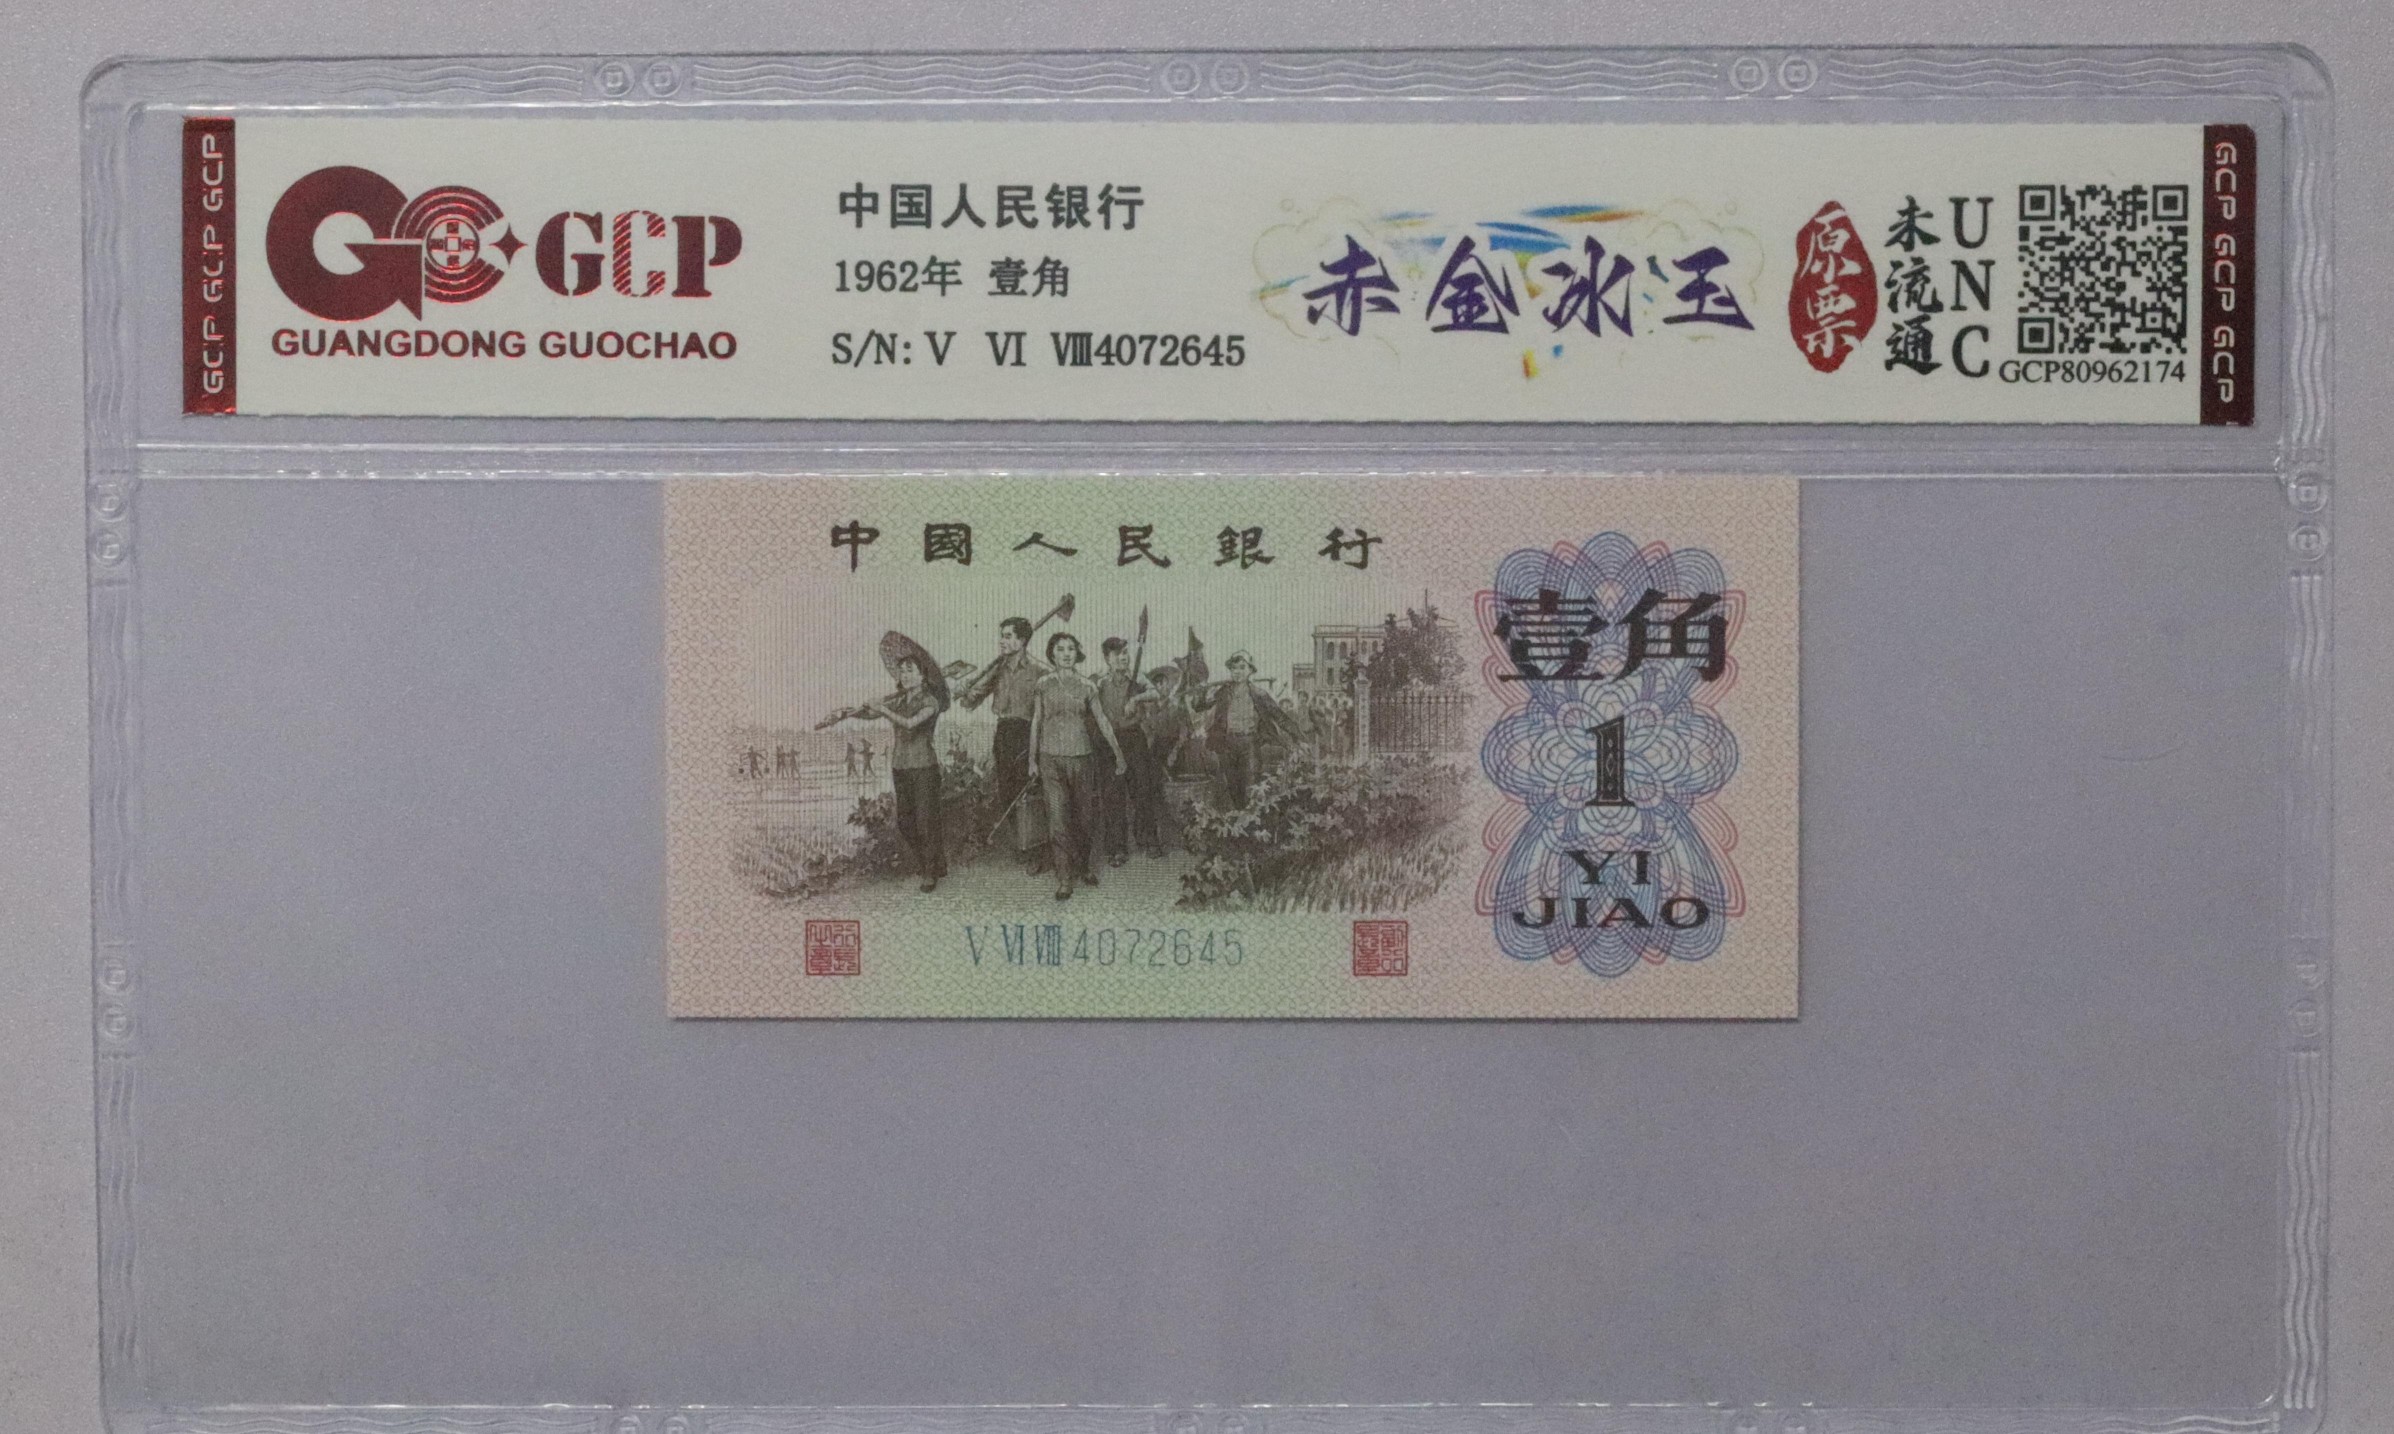 GCP GCP GCP
GCP
GUANGDONG GUOCHAO
中国人民银行
1962年 壹角
S/N: Ⅴ Ⅵ Ⅷ4072645
赤金冰玉
原票
未流通
UNC
GCP80962174
GCP GCP GCP
中國人民銀行
壹角
1
YI
JIAO
Ⅴ Ⅵ Ⅷ 4072645